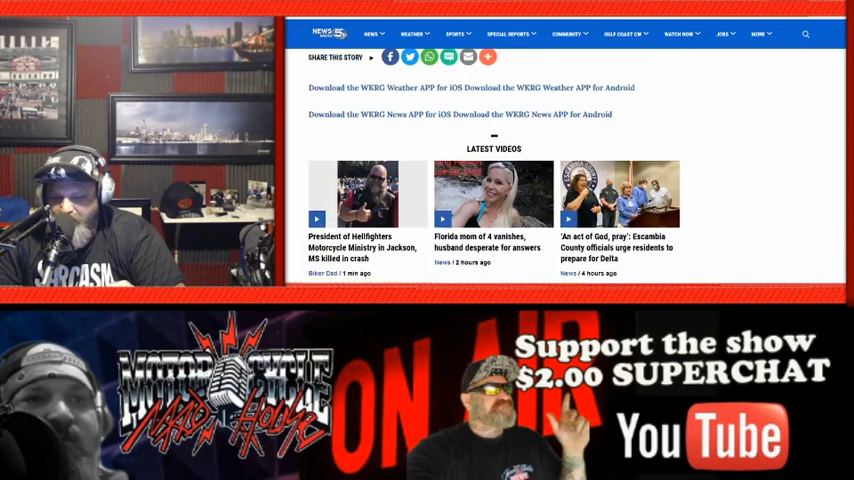 NEWS 5
NEWS
WEATHER
SPORTS
SPECIAL REPORTS
COMMUNITY
GULF COAST CW
WATCH NOW
JOBS
MORE
SHARE THIS STORY
Download the WKRG Weather APP for iOS Download the WKRG Weather APP for Android
Download the WKRG News APP for iOS Download the WKRG News APP for Android
LATEST VIDEOS
President of Hellfighters
Motorcycle Ministry in Jackson,
MS killed in crash
Biker Dad / 1 min ago
Florida mom of 4 vanishes,
husband desperate for answers
News / 2 hours ago
'An act of God, pray': Escambia
County officials urge residents to
prepare for Delta
News / 4 hours ago
SARCASM
MOTORCYCLE
MAD HOUSE
ON AIR
Support the show
$2.00 SUPERCHAT
YouTube